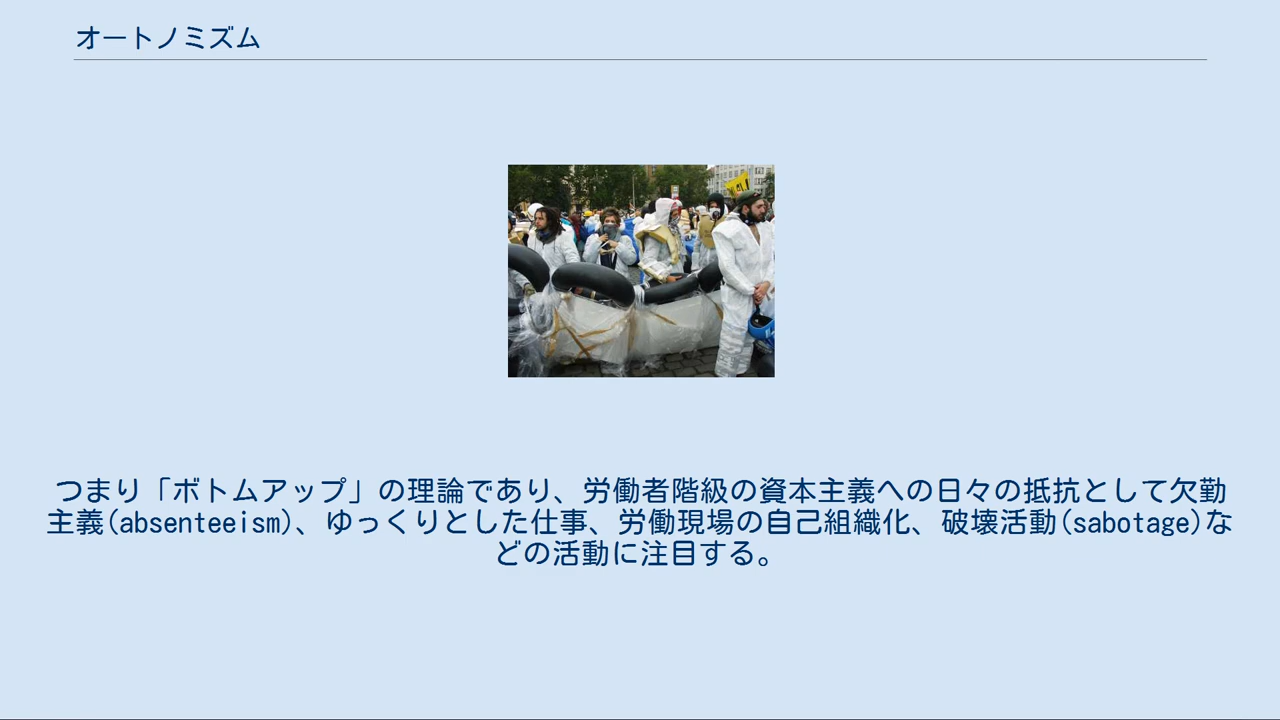 オートノミズム
つまり「ボトムアップ」の理論であり、労働者階級の資本主義への日々の抵抗として欠勤
主義(absenteeism)、ゆっくりとした仕事、労働現場の自己組織化、破壊活動(sabotage)な
どの活動に注目する。